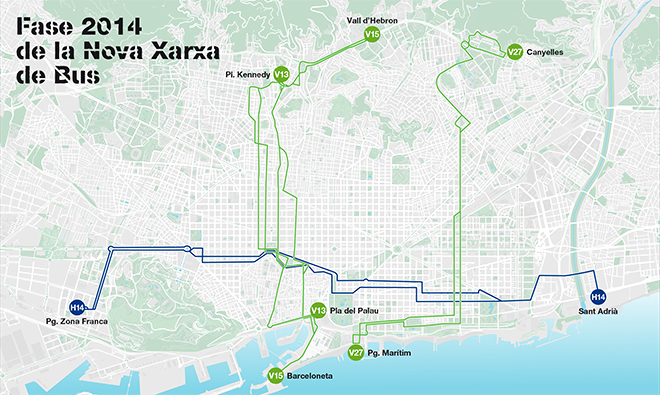 Fase 2014
de la Nova Xarxa
de Bus
Vall d'Hebron
V15
V27
Canyelles
Pl. Kennedy
V13
H14
Pg. Zona Franca
H14
Sant Adrià
V13
Pla del Palau
V27
Pg. Marítim
V15
Barceloneta